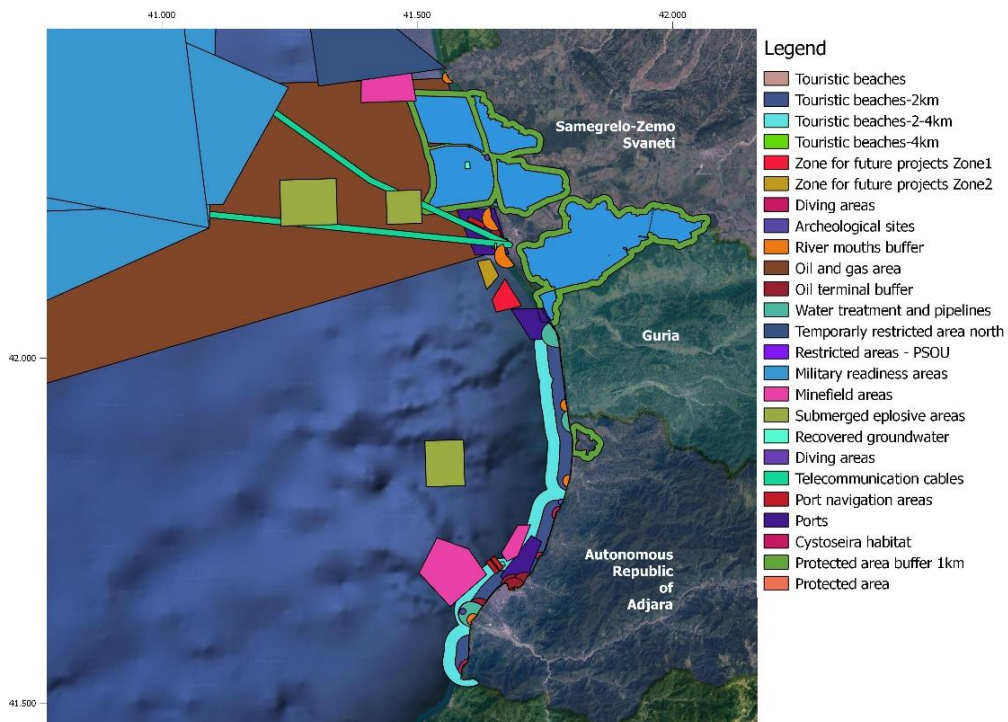 41.000
41.500
42.000
Legend
Touristic beaches
Touristic beaches-2km
Touristic beaches-2-4km
Touristic beaches-4km
Zone for future projects Zone1
Zone for future projects Zone2
Diving areas
Archeological sites
River mouths buffer
Oil and gas area
Oil terminal buffer
Water treatment and pipelines
Temporarly restricted area north
Restricted areas - PSOU
Military readiness areas
Minefield areas
Submerged eplosive areas
Recovered groundwater
Diving areas
Telecommunication cables
Port navigation areas
Ports
Cystoseira habitat
Protected area buffer 1km
Protected area
Samegrelo-Zemo
Svaneti
Guria
Autonomous
Republic
of
Adjara
42.000
41.500